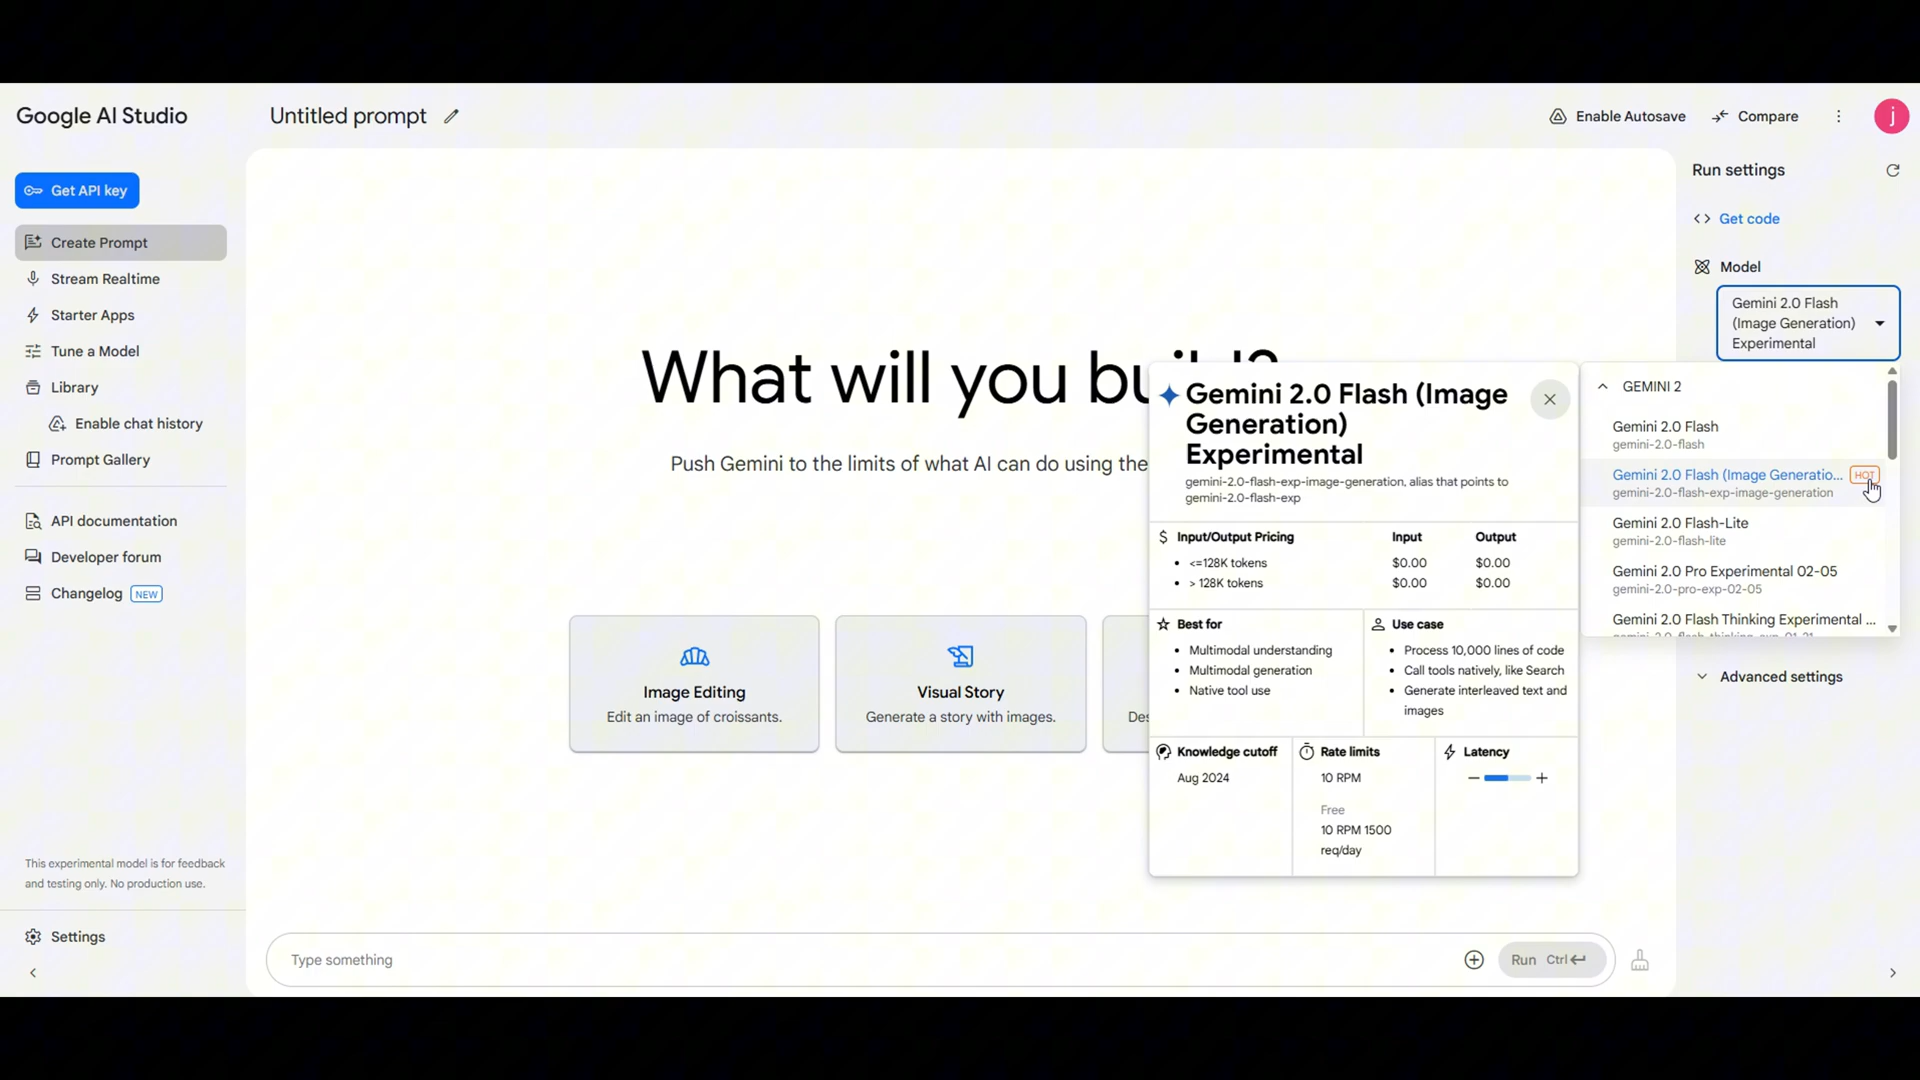 Google AI Studio
Untitled prompt
Enable Autosave
Compare
j
Get API key
Create Prompt
Stream Realtime
Starter Apps
Tune a Model
Library
Enable chat history
Prompt Gallery
API documentation
Developer forum
Changelog NEW
This experimental model is for feedback
and testing only. No production use.
Settings
What will you
Push Gemini to the limits of what AI can do using the
Image Editing
Edit an image of croissants.
Visual Story
Generate a story with images.
Type something
Run Ctrl
Gemini 2.0 Flash (Image
Generation)
Experimental
gemini-2.0-flash-exp-image-generation, alias that points to
gemini-2.0-flash-exp
Input/Output Pricing Input Output
<=128K tokens $0.00 $0.00
> 128K tokens $0.00 $0.00
Best for
Multimodal understanding
Multimodal generation
Native tool use
Use case
Process 10,000 lines of code
Call tools natively, like Search
Generate interleaved text and
images
Knowledge cutoff
Aug 2024
Rate limits
10 RPM
Free
10 RPM 1500
req/day
Latency
Run settings
Get code
Model
Gemini 2.0 Flash
(Image Generation)
Experimental
GEMINI 2
Gemini 2.0 Flash
gemini-2.0-flash
Gemini 2.0 Flash (Image Generatio... HOT
gemini-2.0-flash-exp-image-generation
Gemini 2.0 Flash-Lite
gemini-2.0-flash-lite
Gemini 2.0 Pro Experimental 02-05
gemini-2.0-pro-exp-02-05
Gemini 2.0 Flash Thinking Experimental ...
Advanced settings